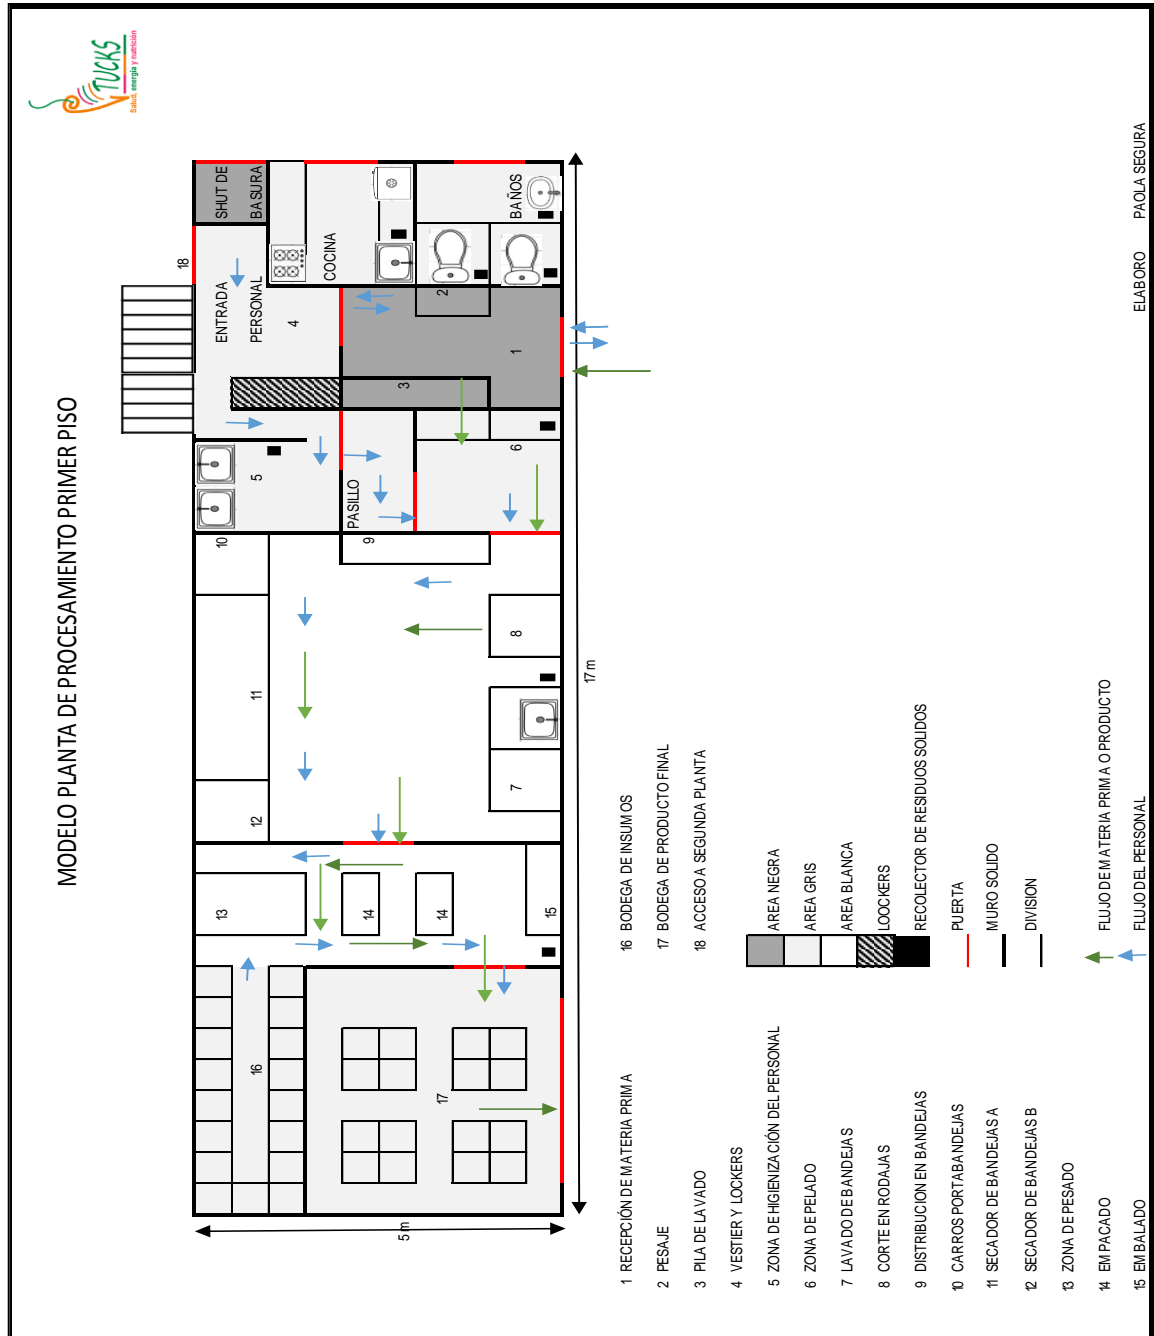 TUCKS
Salud, energía y nutrición
MODELO PLANTA DE PROCESAMIENTO PRIMER PISO
5 m
17 m
16
17
13
14
14
15
12
11
10
9
7
8
5
PASILLO
6
18
ENTRADA
PERSONAL
4
3
1
2
SHUT DE
BASURA
COCINA
BAÑOS
1 RECEPCIÓN DE MATERIA PRIMA
2 PESAJE
3 PILA DE LAVADO
4 VESTIER Y LOCKERS
5 ZONA DE HIGIENIZACIÓN DEL PERSONAL
6 ZONA DE PELADO
7 LAVADO DE BANDEJAS
8 CORTE EN RODAJAS
9 DISTRIBUCION EN BANDEJAS
10 CARROS PORTABANDEJAS
11 SECADOR DE BANDEJAS A
12 SECADOR DE BANDEJAS B
13 ZONA DE PESADO
14 EMPACADO
15 EMBALADO
16 BODEGA DE INSUMOS
17 BODEGA DE PRODUCTO FINAL
18 ACCESO A SEGUNDA PLANTA
AREA NEGRA
AREA GRIS
AREA BLANCA
LOOCKERS
RECOLECTOR DE RESIDUOS SOLIDOS
PUERTA
MURO SOLIDO
DIVISION
FLUJO DE MATERIA PRIMA O PRODUCTO
FLUJO DEL PERSONAL
ELABORO PAOLA SEGURA